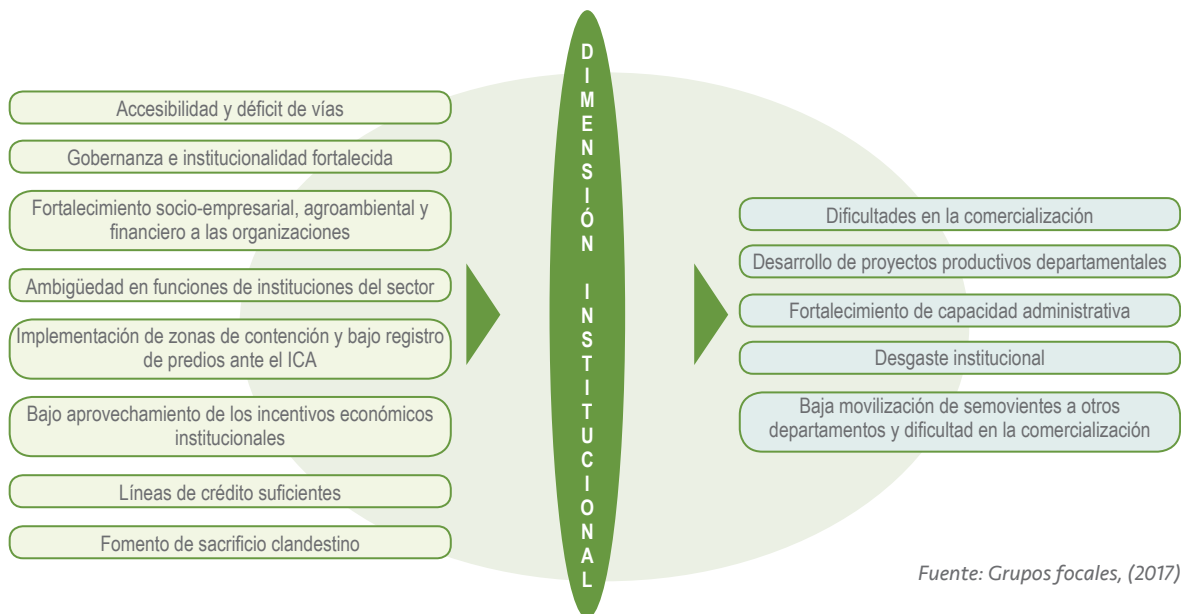 Accesibilidad y déficit de vías
Gobernanza e institucionalidad fortalecida
Fortalecimiento socio-empresarial, agroambiental y
financiero a las organizaciones
Ambigüedad en funciones de instituciones del sector
Implementación de zonas de contención y bajo registro
de predios ante el ICA
Bajo aprovechamiento de los incentivos económicos
institucionales
Líneas de crédito suficientes
Fomento de sacrificio clandestino
DIMENSIÓN INSTITUCIONAL
Dificultades en la comercialización
Desarrollo de proyectos productivos departamentales
Fortalecimiento de capacidad administrativa
Desgaste institucional
Baja movilización de semovientes a otros
departamentos y dificultad en la comercialización
Fuente: Grupos focales, (2017)